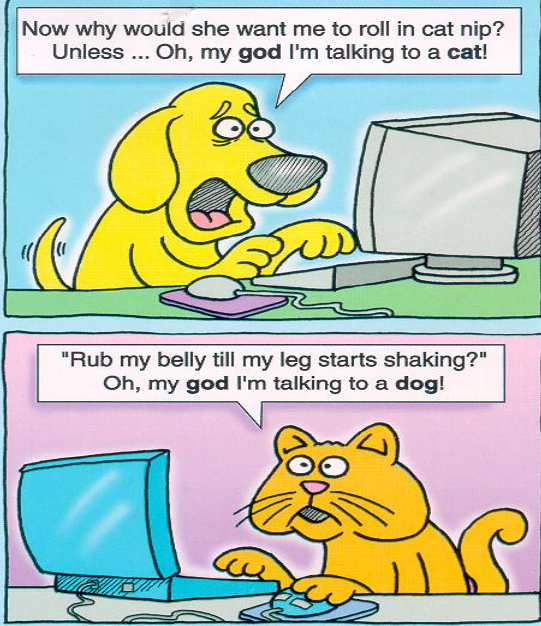 Now why would she want me to roll in cat nip?
Unless ... Oh, my god I'm talking to a cat!
"Rub my belly till my leg starts shaking?"
Oh, my god I'm talking to a dog!